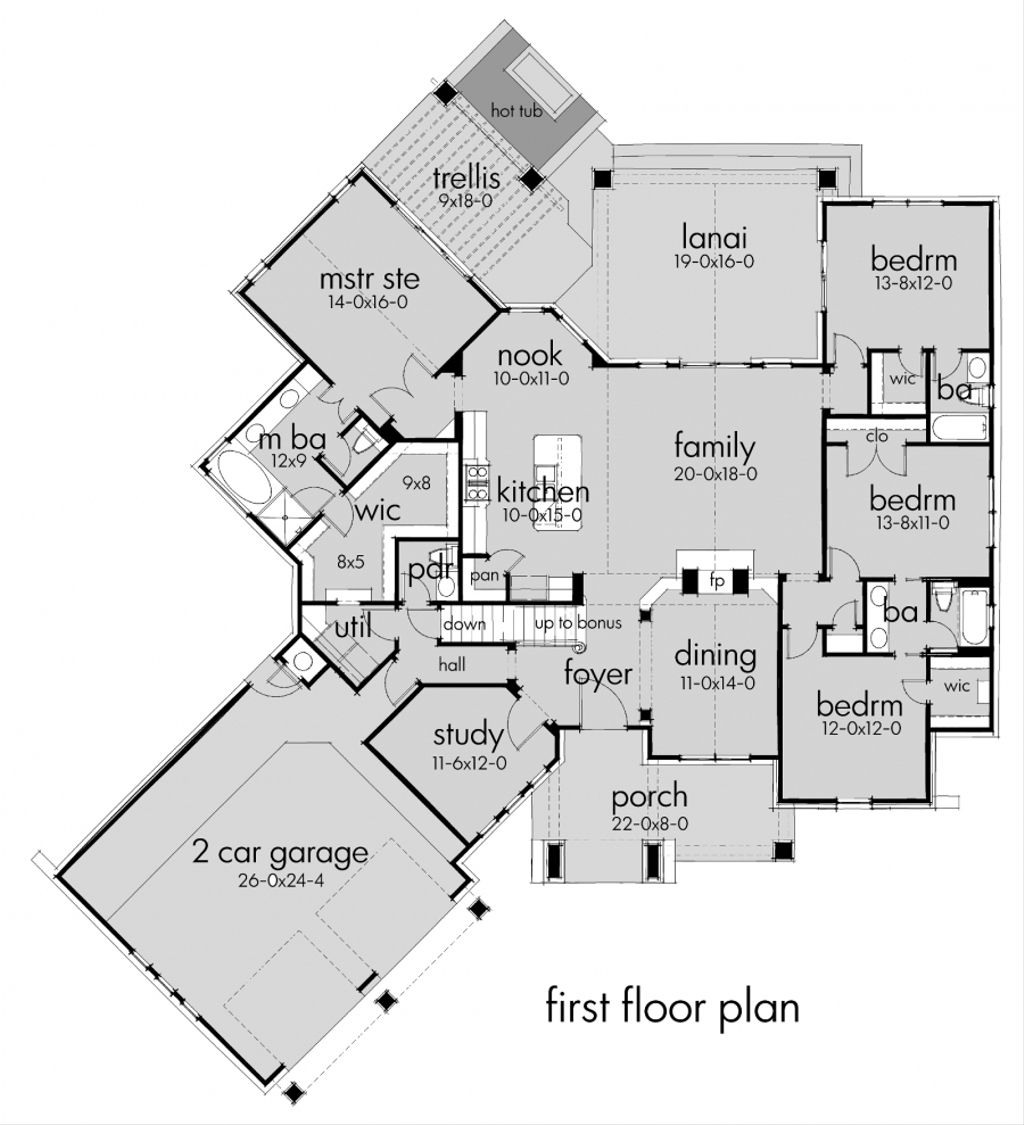 hot tub
trellis
9x18-0
lanai
19-0x16-0
bedrm
13-8x12-0
mstr ste
14-0x16-0
nook
10-0x11-0
wic
ba
m ba
12x9
clo
family
20-0x18-0
9x8
wic
8x5
kitchen
10-0x15-0
bedrm
13-8x11-0
pdr
pan
fp
ba
util
down
up to bonus
hall
foyer
dining
11-0x14-0
wic
bedrm
12-0x12-0
study
11-6x12-0
porch
22-0x8-0
2 car garage
26-0x24-4
first floor plan